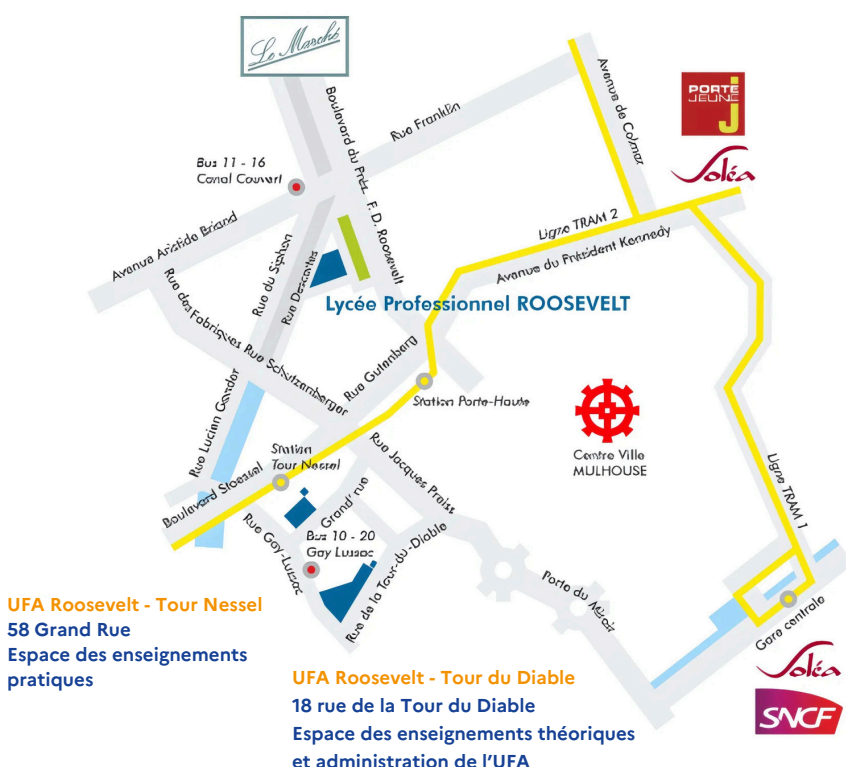 Le Marché
Avenue de Colmar
PORTE
JEUNE
J
Boulevard du Prés. F. D. Roosevelt
Rue Franklin
Bus 11 - 16
Canal Couvert
Soléa
Ligne TRAM 2
Avenue Aristide Briand
Rue du Siphon
Rue Descartes
Avenue du Président Kennedy
Rue des Fabriques
Lycée Professionnel ROOSEVELT
Rue Schutzenberger
Rue Gutenberg
Station Porte-Haute
Rue Lucien Gander
Station
Tour Nessel
Rue Jacques Preiss
Centre Ville
MULHOUSE
Ligne TRAM 1
Boulevard Stoessel
Grand'rue
Rue Gay-Lussac
Bus 10 - 20
Gay Lussac
Rue de la Tour-du-Diable
Porte du Miroir
Gare centrale
UFA Roosevelt - Tour Nessel
58 Grand Rue
Espace des enseignements
pratiques
Soléa
SNCF
UFA Roosevelt - Tour du Diable
18 rue de la Tour du Diable
Espace des enseignements théoriques
et administration de l'UFA